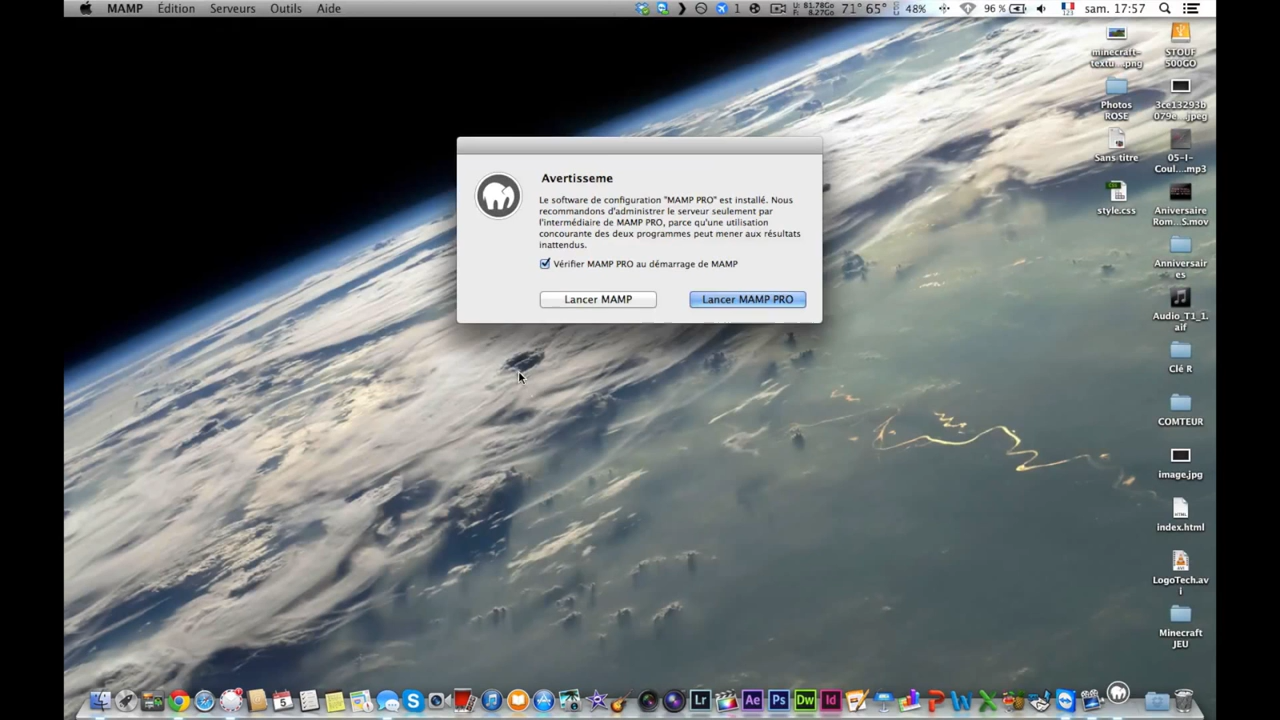 MAMP Édition Serveurs Outils Aide
1
71° 65°
48%
96 %
sam. 17:57
Avertisseme
Le software de configuration "MAMP PRO" est installé. Nous
recommandons d'administrer le serveur seulement par
l'intermédiaire de MAMP PRO, parce qu'une utilisation
concourante des deux programmes peut mener aux résultats
inattendus.
Vérifier MAMP PRO au démarrage de MAMP
Lancer MAMP
Lancer MAMP PRO
minecraft-
textu ...png
Photos
ROSE
Sans titre
style.css
STOUF
500GO
3ce13293b
079e...jpeg
05-I-
Coul....mp3
Aniversaire
Rom...S.mov
Anniversair
es
Audio_T1_1.
aif
Clé R
COMTEUR
image.jpg
index.html
LogoTech.av
i
Minecraft
JEU
5
Lr
Ae
Ps
Dw
Id